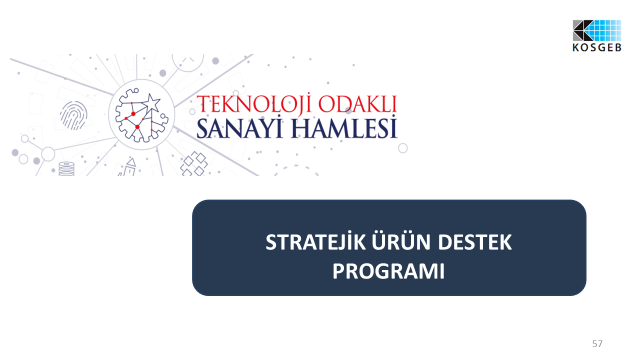 KOSGEB
TEKNOLOJİ ODAKLI
SANAYİ HAMLESİ
STRATEJİK ÜRÜN DESTEK
PROGRAMI
57